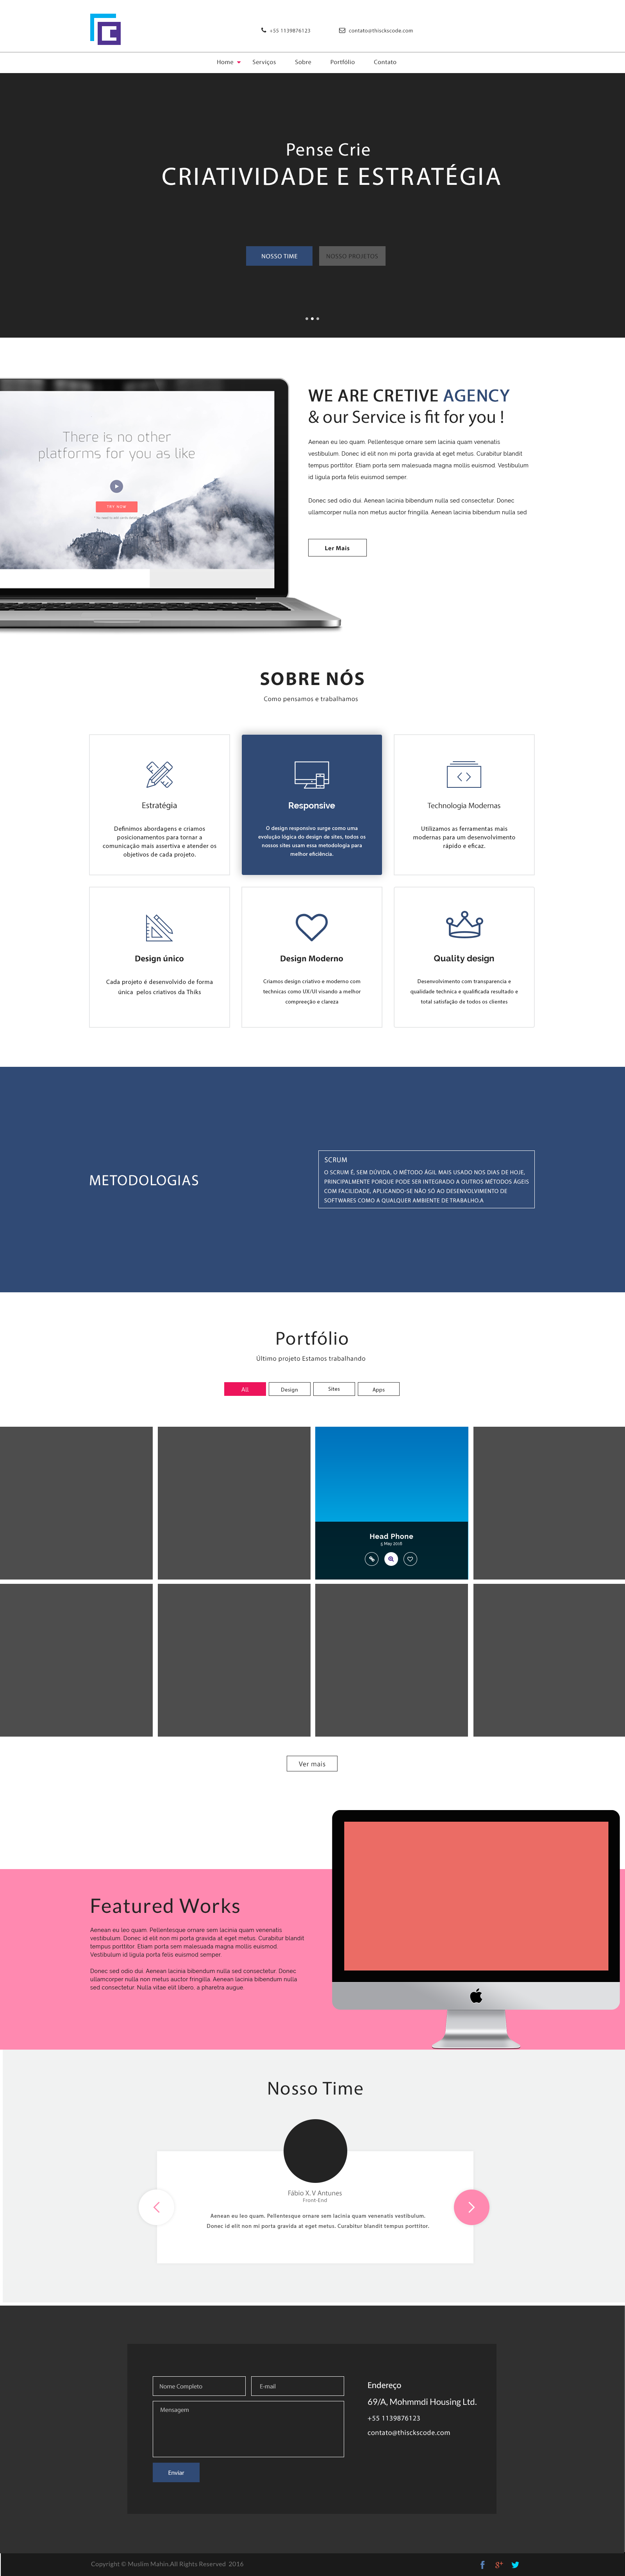 +55 1139876123
contato@thisckscode.com
Home
Serviços
Sobre
Portfólio
Contato
Pense Crie
CRIATIVIDADE E ESTRATÉGIA
NOSSO TIME
NOSSO PROJETOS
There is no other
platforms for you as like
TRY NOW
WE ARE CRETIVE AGENCY
& our Service is fit for you !
Aenean eu leo quam. Pellentesque ornare sem lacinia quam venenatis
vestibulum. Donec id elit non mi porta gravida at eget metus. Curabitur blandit
tempus porttitor. Etiam porta sem malesuada magna mollis euismod. Vestibulum
id ligula porta felis euismod semper.
Donec sed odio dui. Aenean lacinia bibendum nulla sed consectetur. Donec
ullamcorper nulla non metus auctor fringilla. Aenean lacinia bibendum nulla sed
Ler Mais
SOBRE NÓS
Como pensamos e trabalhamos
Estratégia
Definimos abordagens e criamos
posicionamentos para tornar a
comunicação mais assertiva e atender os
objetivos de cada projeto.
Responsive
O design responsivo surge como uma
evolução lógica do design de sites, todos os
nossos sites usam essa metodologia para
melhor eficiência.
Technologia Modernas
Utilizamos as ferramentas mais
modernas para um desenvolvimento
rápido e eficaz.
Design único
Cada projeto é desenvolvido de forma
única pelos criativos da Thiks
Design Moderno
Criamos design criativo e moderno com
technicas como UX/UI visando a melhor
compreeção e clareza
Quality design
Desenvolvimento com transparencia e
qualidade technica e qualificada resultado e
total satisfação de todos os clientes
METODOLOGIAS
SCRUM
O SCRUM É, SEM DÚVIDA, O MÉTODO ÁGIL MAIS USADO NOS DIAS DE HOJE,
PRINCIPALMENTE PORQUE PODE SER INTEGRADO A OUTROS MÉTODOS ÁGEIS
COM FACILIDADE, APLICANDO-SE NÃO SÓ AO DESENVOLVIMENTO DE
SOFTWARES COMO A QUALQUER AMBIENTE DE TRABALHO.A
Portfólio
Último projeto Estamos trabalhando
All
Design
Sites
Apps
Head Phone
5 May 2016
Ver mais
Featured Works
Aenean eu leo quam. Pellentesque ornare sem lacinia quam venenatis
vestibulum. Donec id elit non mi porta gravida at eget metus. Curabitur blandit
tempus porttitor. Etiam porta sem malesuada magna mollis euismod.
Vestibulum id ligula porta felis euismod semper.
Donec sed odio dui. Aenean lacinia bibendum nulla sed consectetur. Donec
ullamcorper nulla non metus auctor fringilla. Aenean lacinia bibendum nulla
sed consectetur. Nulla vitae elit libero, a pharetra augue.
Nosso Time
Fábio X. V Antunes
Front-End
Aenean eu leo quam. Pellentesque ornare sem lacinia quam venenatis vestibulum.
Donec id elit non mi porta gravida at eget metus. Curabitur blandit tempus porttitor.
Nome Completo
E-mail
Mensagem
Enviar
Endereço
69/A, Mohmmdi Housing Ltd.
+55 1139876123
contato@thisckscode.com
Copyright © Muslim Mahin.All Rights Reserved 2016